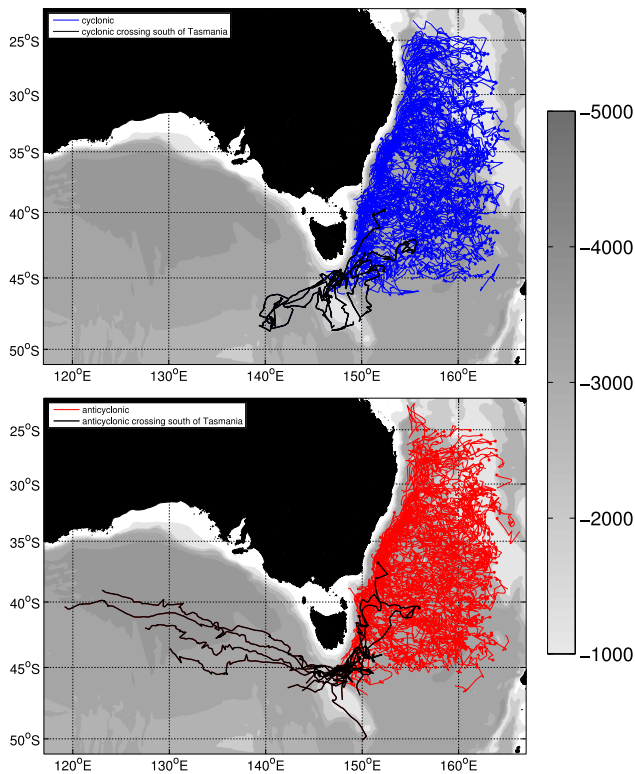 cyclonic
cyclonic crossing south of Tasmania
25°S
30°S
35°S
40°S
45°S
50°S
120°E 130°E 140°E 150°E 160°E
anticyclonic
anticyclonic crossing south of Tasmania
25°S
30°S
35°S
40°S
45°S
50°S
120°E 130°E 140°E 150°E 160°E
−5000
−4000
−3000
−2000
−1000